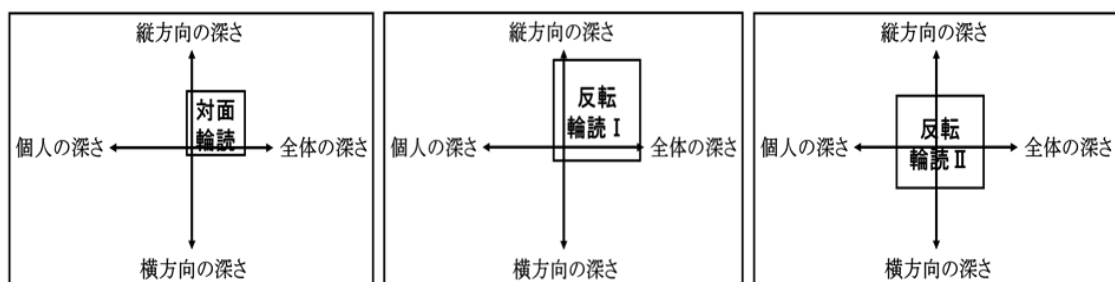 縦方向の深さ
対面
輪読
個人の深さ
全体の深さ
横方向の深さ
縦方向の深さ
反転
輪読Ⅰ
個人の深さ
全体の深さ
横方向の深さ
縦方向の深さ
反転
輪読Ⅱ
個人の深さ
全体の深さ
横方向の深さ